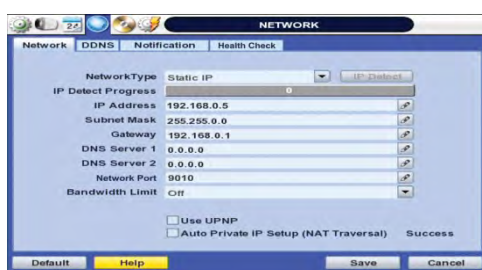 24 NETWORK
Network DDNS Notification Health Check
NetworkType Static IP IP Detect
IP Detect Progress 0
IP Address 192.168.0.5
Subnet Mask 255.255.0.0
Gateway 192.168.0.1
DNS Server 1 0.0.0.0
DNS Server 2 0.0.0.0
Network Port 9010
Bandwidth Limit Off
Use UPNP
Auto Private IP Setup (NAT Traversal) Success
Default Help Save Cancel